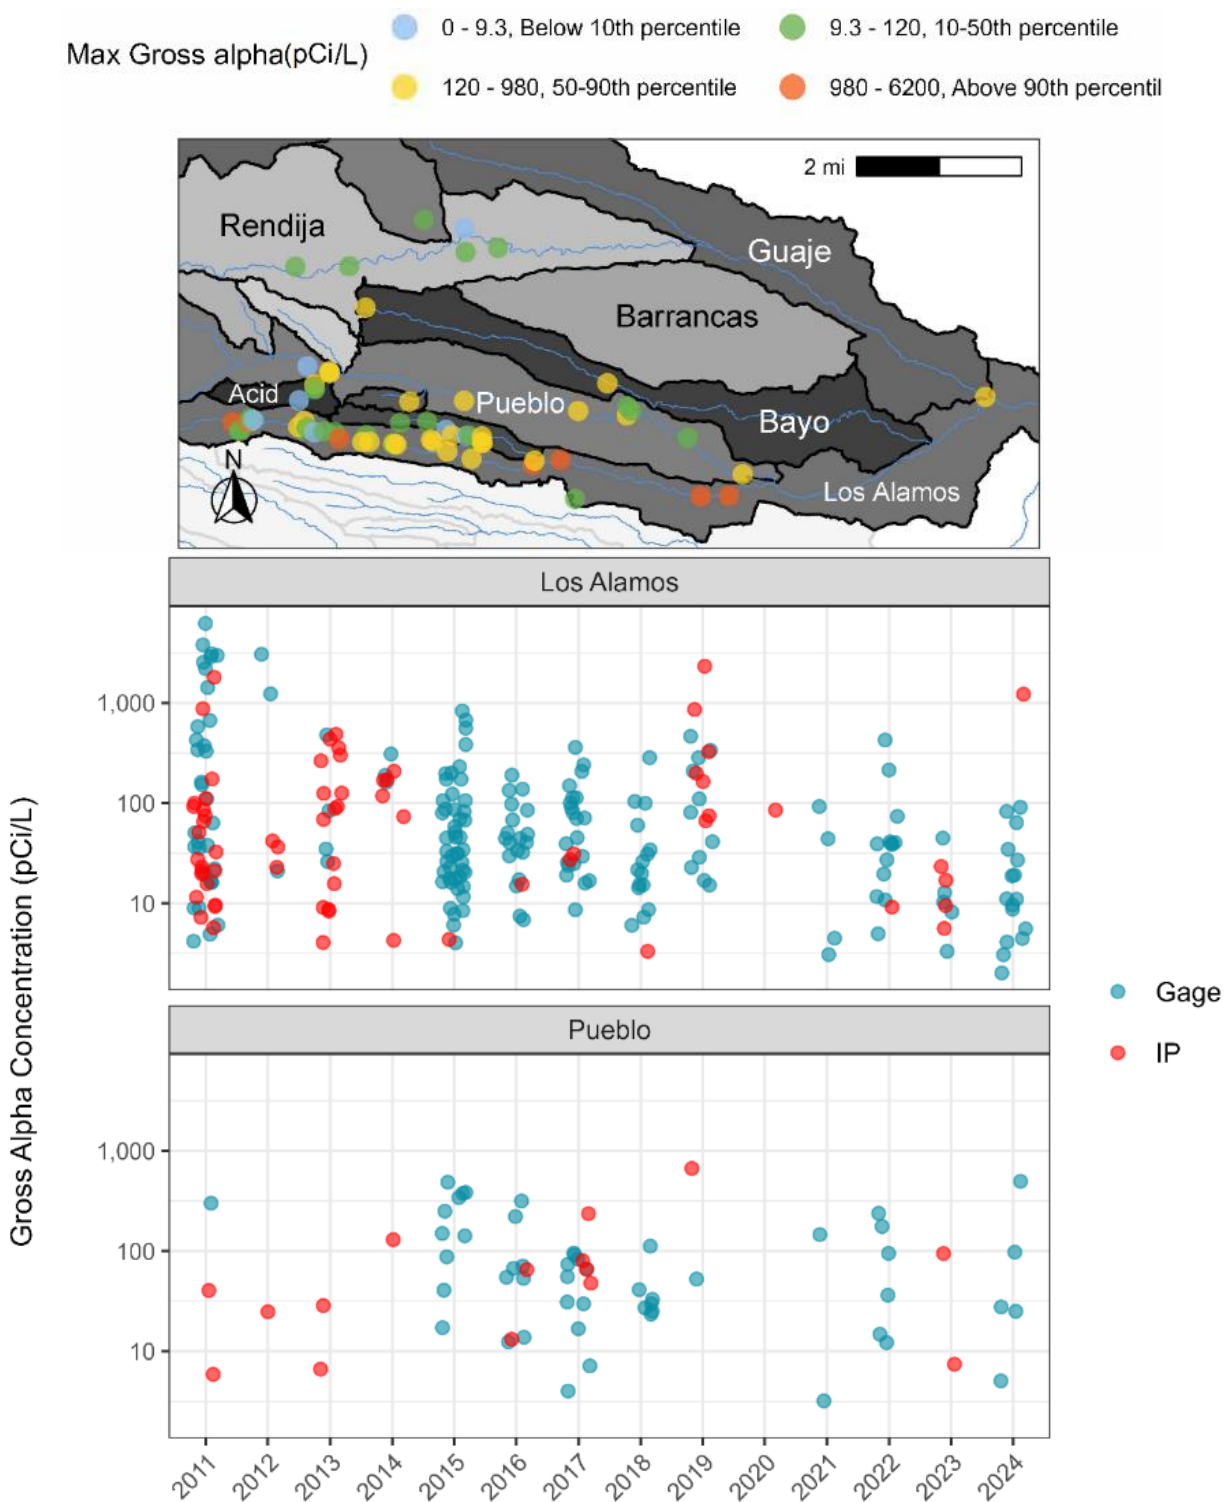 Max Gross alpha(pCi/L)
0 - 9.3, Below 10th percentile
9.3 - 120, 10-50th percentile
120 - 980, 50-90th percentile
980 - 6200, Above 90th percentil
2 mi
Rendija
Guaje
Barrancas
Acid
Pueblo
Bayo
N
Los Alamos
Los Alamos
1,000
100
10
Pueblo
1,000
100
10
Gross Alpha Concentration (pCi/L)
Gage
IP
2011
2012
2013
2014
2015
2016
2017
2018
2019
2020
2021
2022
2023
2024